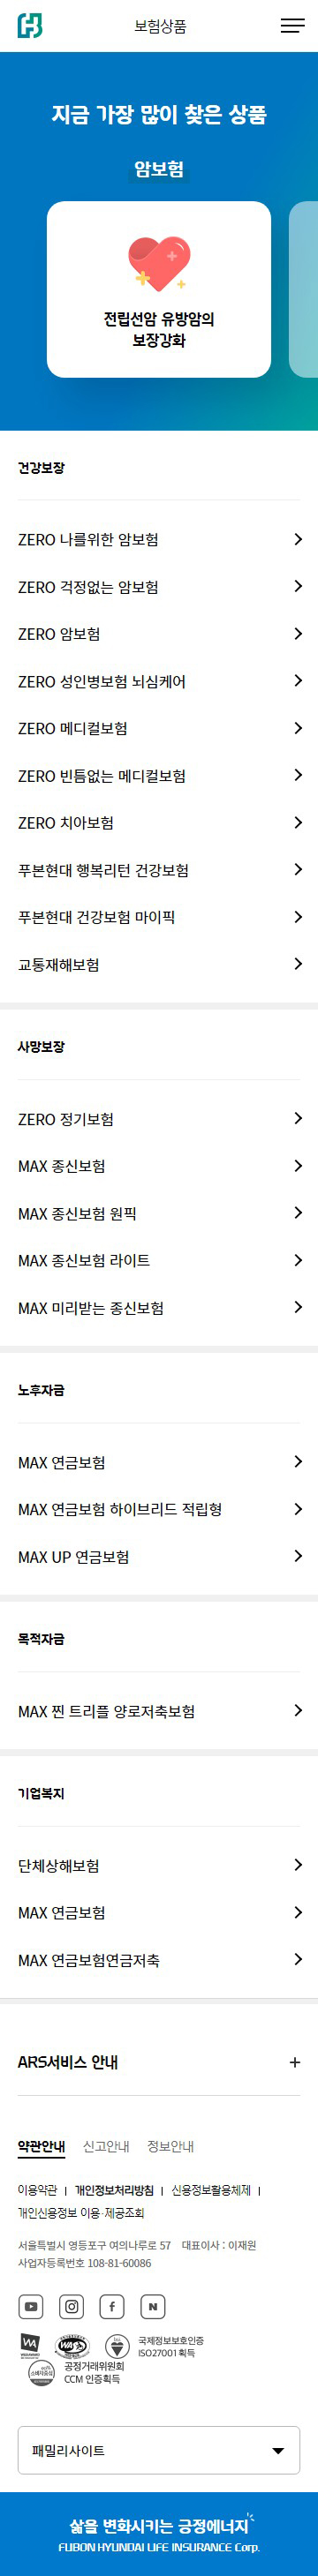 보험상품
지금 가장 많이 찾은 상품
암보험
전립선암 유방암의
보장강화
건강보장
ZERO 나를위한 암보험
ZERO 걱정없는 암보험
ZERO 암보험
ZERO 성인병보험 뇌심케어
ZERO 메디컬보험
ZERO 빈틈없는 메디컬보험
ZERO 치아보험
푸본현대 행복리턴 건강보험
푸본현대 건강보험 마이픽
교통재해보험
사망보장
ZERO 정기보험
MAX 종신보험
MAX 종신보험 원픽
MAX 종신보험 라이트
MAX 미리받는 종신보험
노후자금
MAX 연금보험
MAX 연금보험 하이브리드 적립형
MAX UP 연금보험
목적자금
MAX 찐 트리플 양로저축보험
기업복지
단체상해보험
MAX 연금보험
MAX 연금보험연금저축
ARS서비스 안내
약관안내 신고안내 정보안내
이용약관 | 개인정보처리방침 | 신용정보활용체제 |
개인신용정보 이용·제공조회
서울특별시 영등포구 여의나루로 57 대표이사 : 이재원
사업자등록번호 108-81-60086
국제정보보호인증
ISO27001획득
공정거래위원회
CCM 인증획득
패밀리사이트
삶을 변화시키는 긍정에너지
FUBON HYUNDAI LIFE INSURANCE Corp.